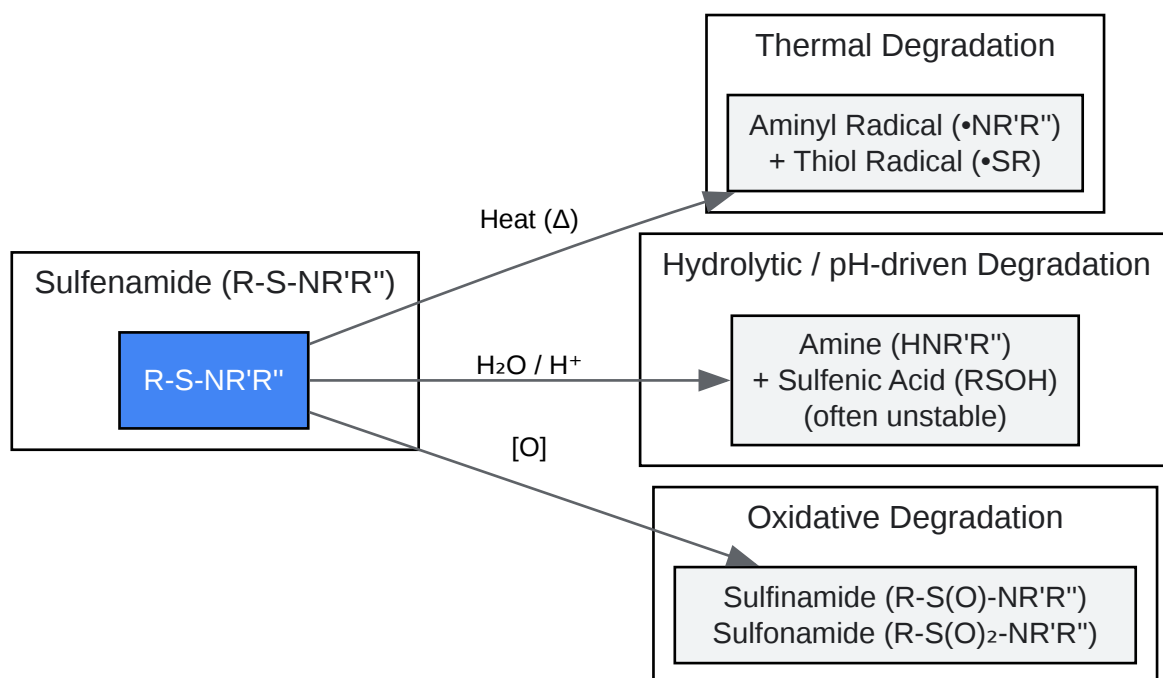 Thermal Degradation
Aminyl Radical (•NR'R")
+ Thiol Radical (•SR)
Heat (Δ)
Sulfenamide (R-S-NR'R")
R-S-NR'R"
Hydrolytic / pH-driven Degradation
H₂O / H⁺
Amine (HNR'R")
+ Sulfenic Acid (RSOH)
(often unstable)
[O]
Oxidative Degradation
Sulfinamide (R-S(O)-NR'R")
Sulfonamide (R-S(O)₂-NR'R")